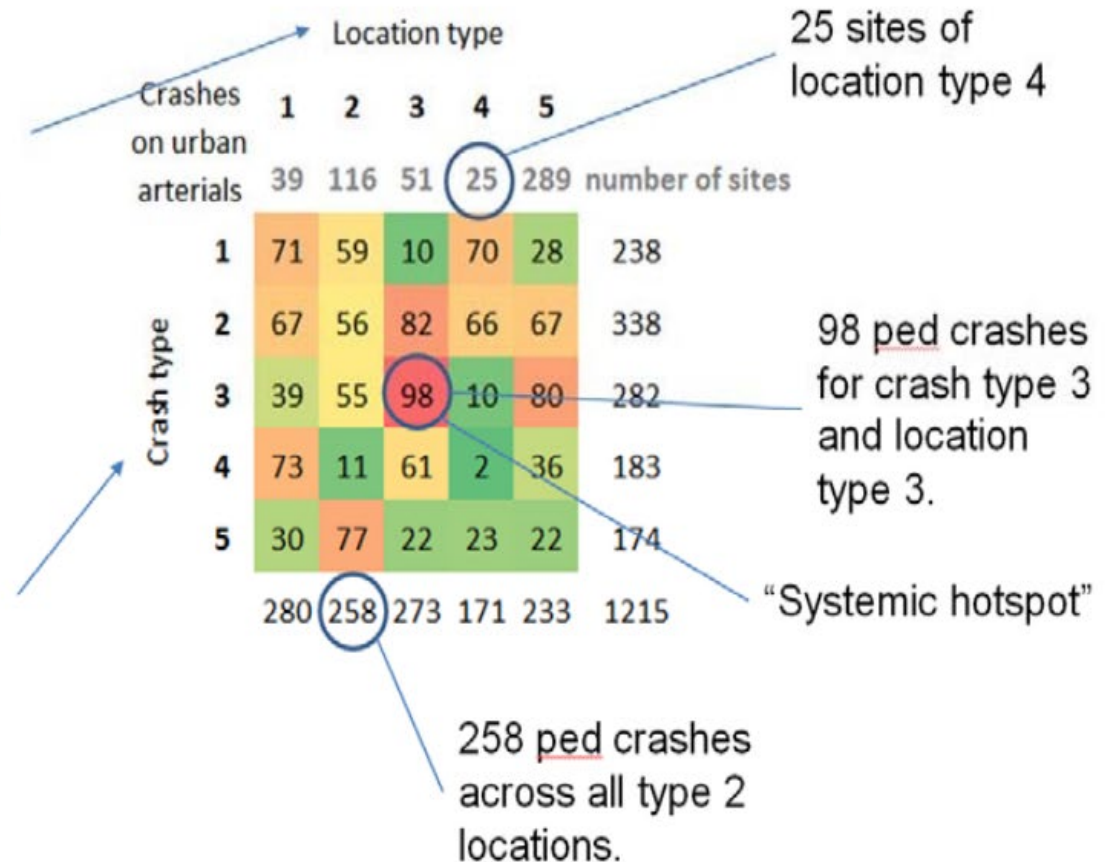 Location type
25 sites of
location type 4
Crashes
on urban
arterials
1 2 3 4 5
39 116 51 25 289 number of sites
1 71 59 10 70 28 238
2 67 56 82 66 67 338
3 39 55 98 10 80 282
4 73 11 61 2 36 183
5 30 77 22 23 22 174
280 258 273 171 233 1215
Crash type
98 ped crashes
for crash type 3
and location
type 3.
“Systemic hotspot”
258 ped crashes
across all type 2
locations.